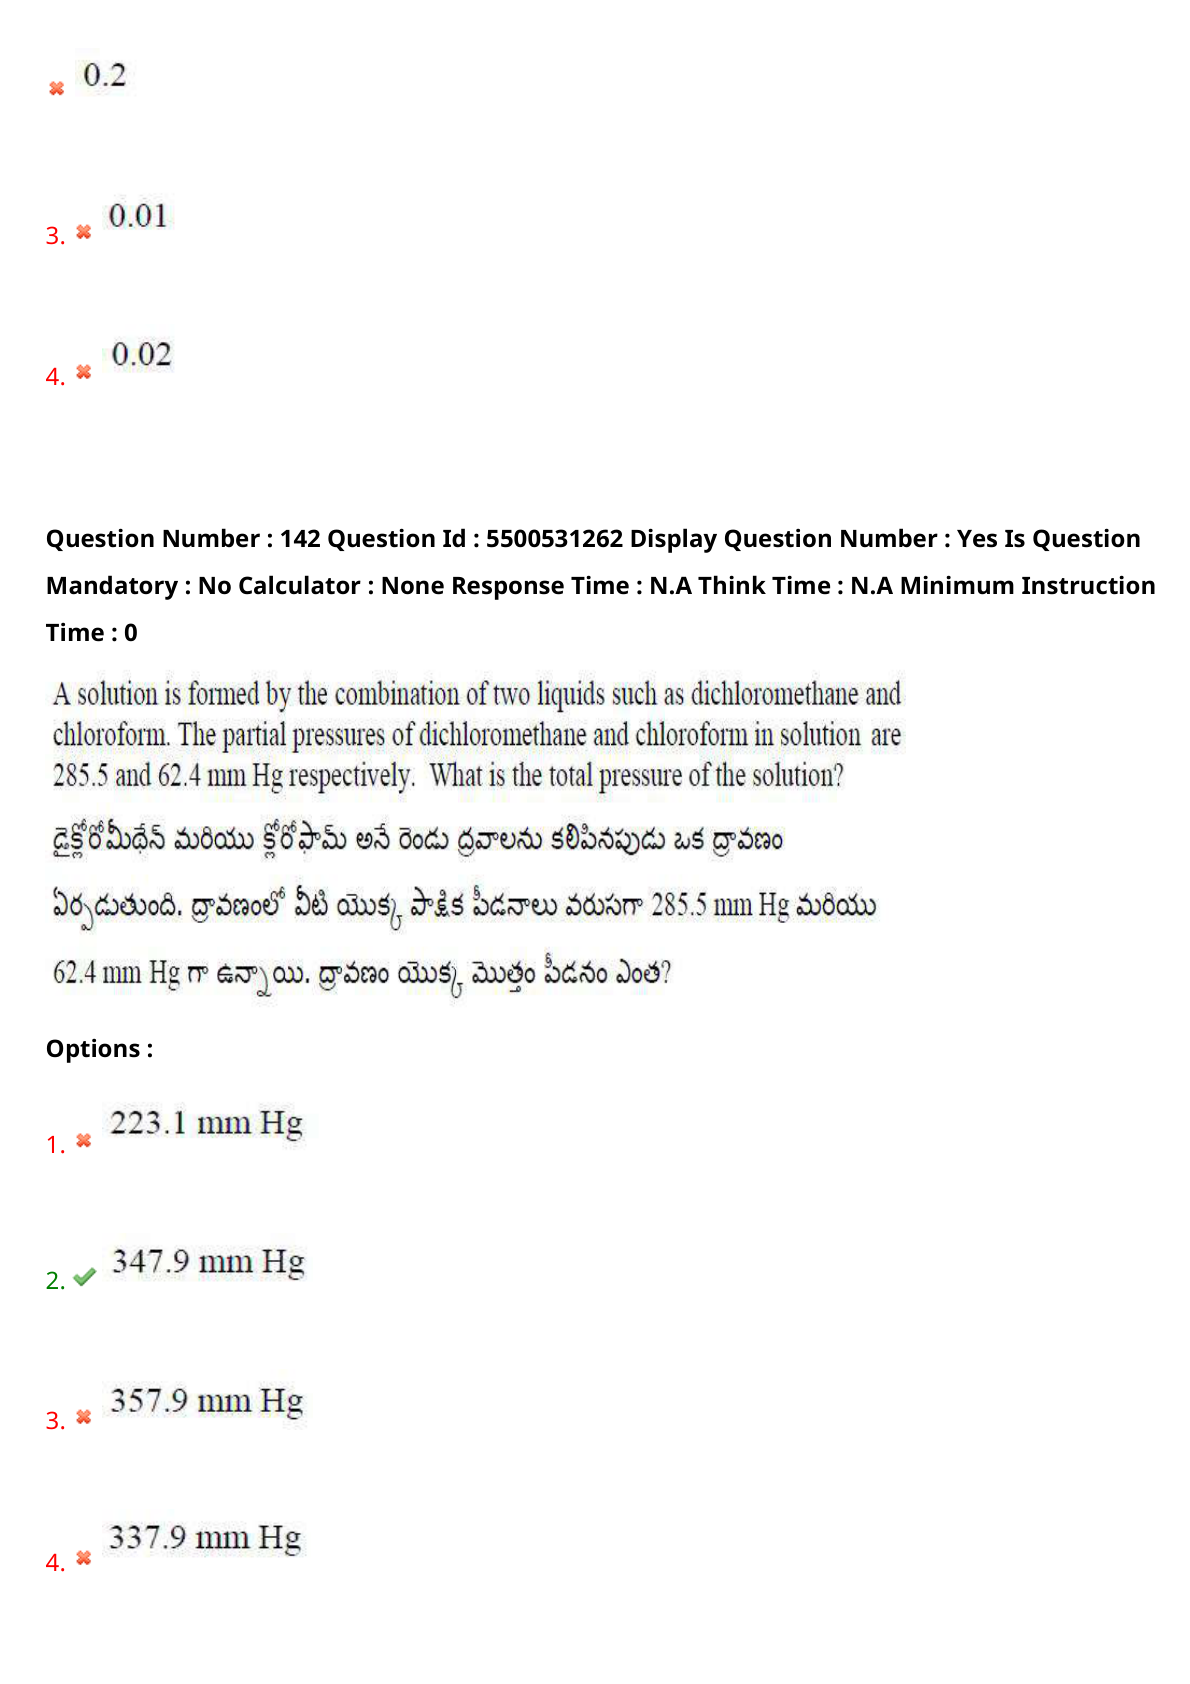 0.2
3. 0.01
4. 0.02
Question Number : 142 Question Id : 5500531262 Display Question Number : Yes Is Question
Mandatory : No Calculator : None Response Time : N.A Think Time : N.A Minimum Instruction
Time : 0
A solution is formed by the combination of two liquids such as dichloromethane and
chloroform. The partial pressures of dichloromethane and chloroform in solution are
285.5 and 62.4 mm Hg respectively. What is the total pressure of the solution?
డైక్లోరోమీథేన్ మరియు క్లోరోఫామ్ అనే రెండు ద్రవాలను కలిపినపుడు ఒక ద్రావణం
ఏర్పడుతుంది. ద్రావణంలో వీటి యొక్క పాక్షిక పీడనాలు వరుసగా 285.5 mm Hg మరియు
62.4 mm Hg గా ఉన్నాయి. ద్రావణం యొక్క మొత్తం పీడనం ఎంత?
Options :
1. 223.1 mm Hg
2. 347.9 mm Hg
3. 357.9 mm Hg
4. 337.9 mm Hg